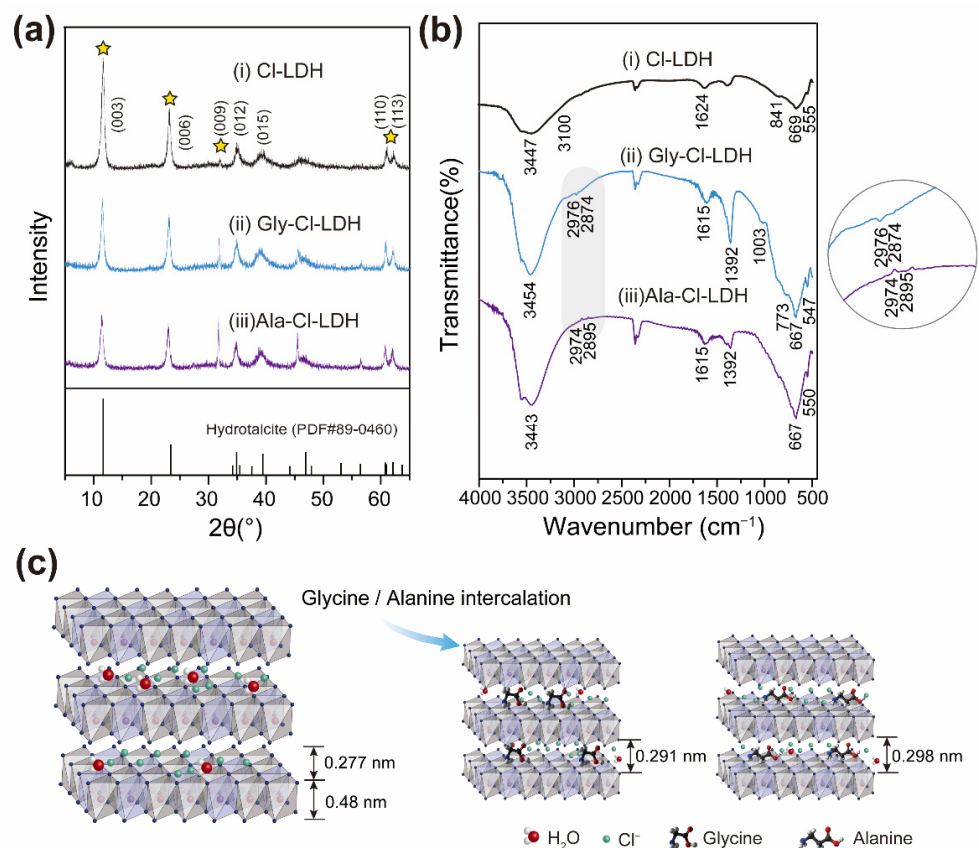 (a)
(i) Cl-LDH
(003)
(006)
(009)
(012)
(015)
(110)
(113)
(ii) Gly-Cl-LDH
(iii)Ala-Cl-LDH
Hydrotalcite (PDF#89-0460)
Intensity
10 20 30 40 50 60
2θ(°)
(b)
(i) Cl-LDH
3447
3100
1624
841
669
555
(ii) Gly-Cl-LDH
3454
2976
2874
1615
1392
1003
773
667
547
(iii)Ala-Cl-LDH
3443
2974
2895
1615
1392
667
550
Transmittance(%)
4000 3500 3000 2500 2000 1500 1000 500
Wavenumber (cm⁻¹)
2976
2874
2974
2895
(c)
Glycine / Alanine intercalation
0.277 nm
0.48 nm
0.291 nm
0.298 nm
H₂O Cl⁻ Glycine Alanine